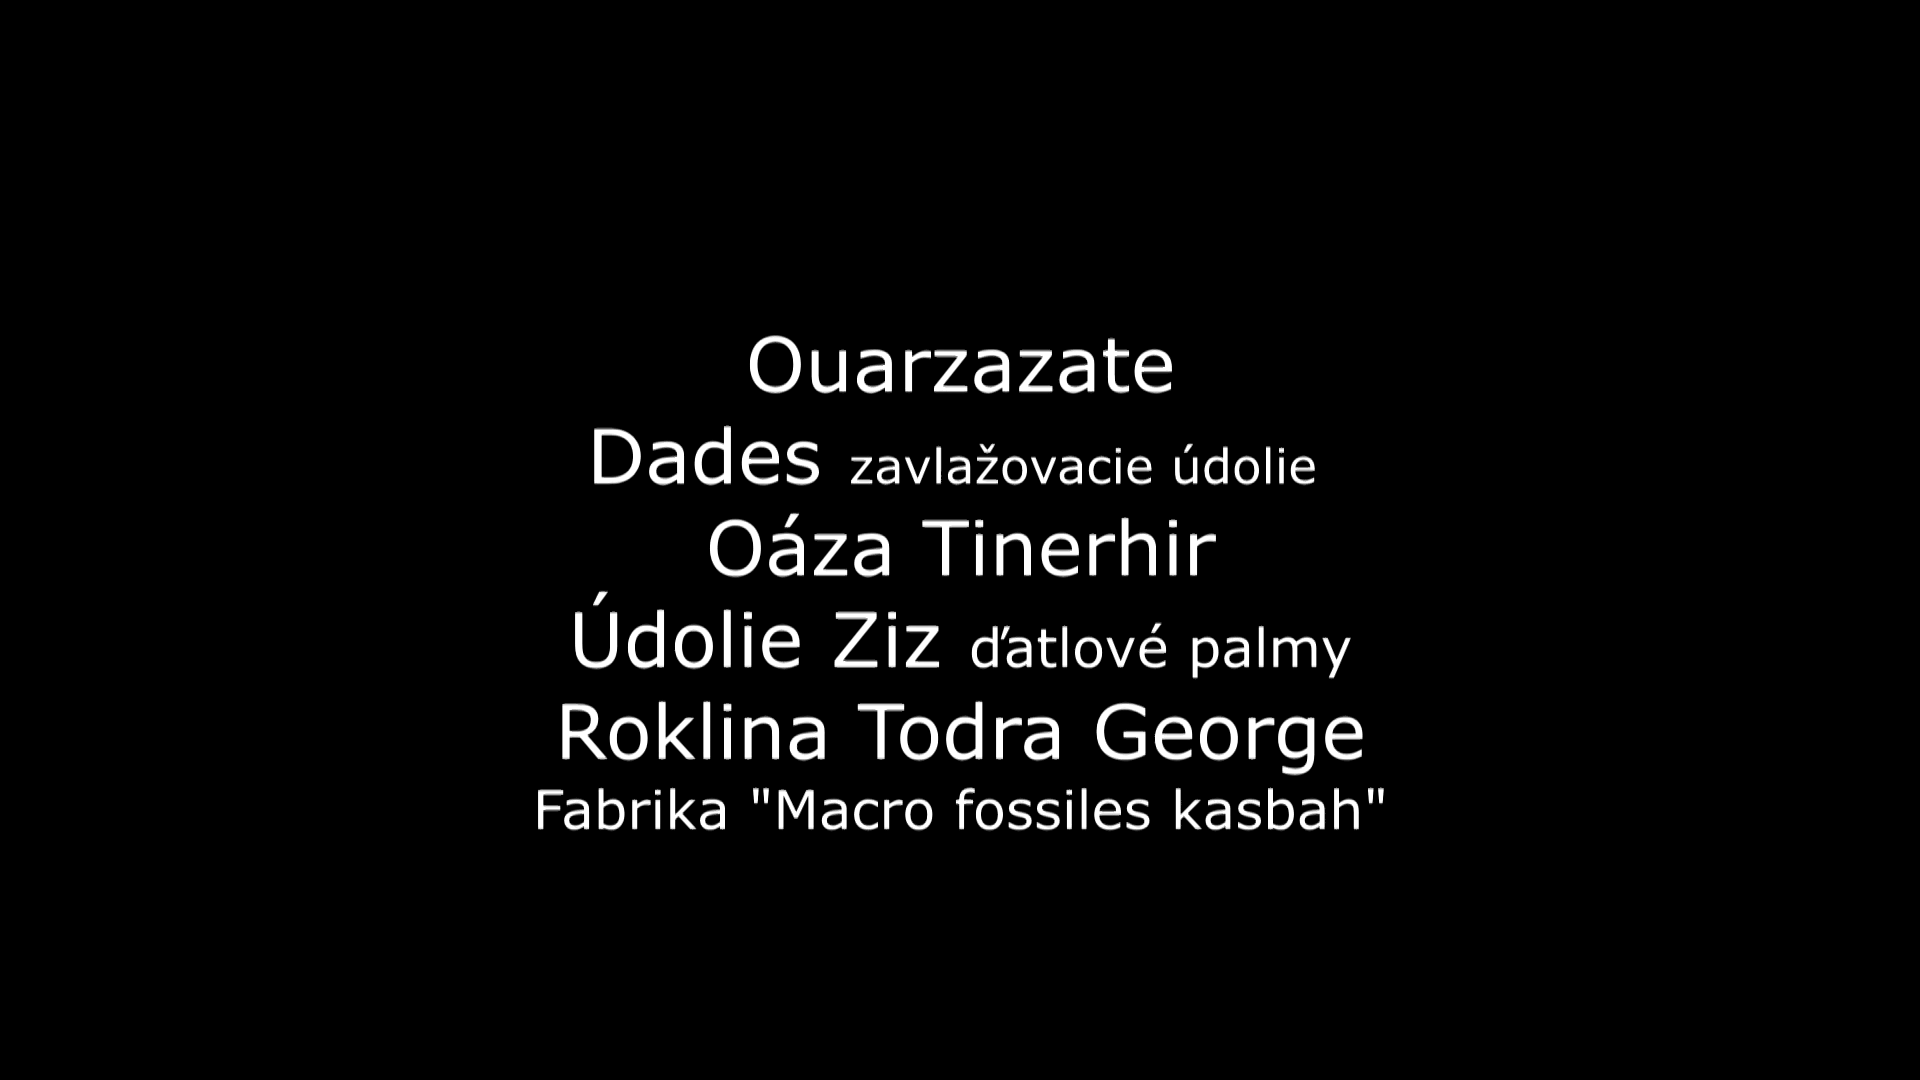 Ouarzazate
Dades zavlažovacie údolie
Oáza Tinerhir
Údolie Ziz ďatlové palmy
Roklina Todra George
Fabrika "Macro fossiles kasbah"